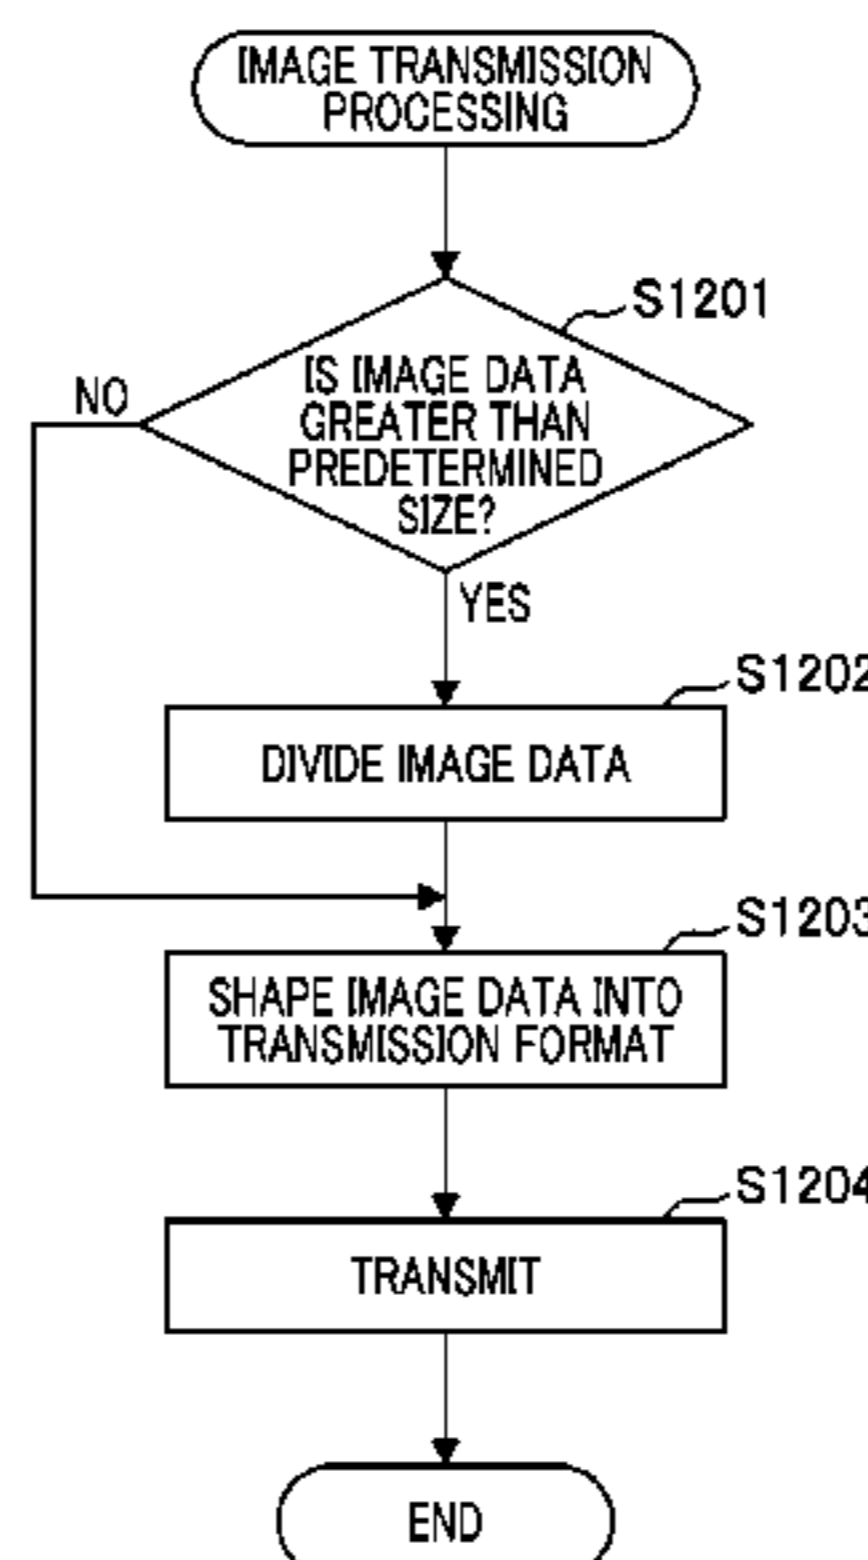 IMAGE TRANSMISSION
PROCESSING
S1201
IS IMAGE DATA
GREATER THAN
PREDETERMINED
SIZE?
NO
YES
S1202
DIVIDE IMAGE DATA
S1203
SHAPE IMAGE DATA INTO
TRANSMISSION FORMAT
S1204
TRANSMIT
END